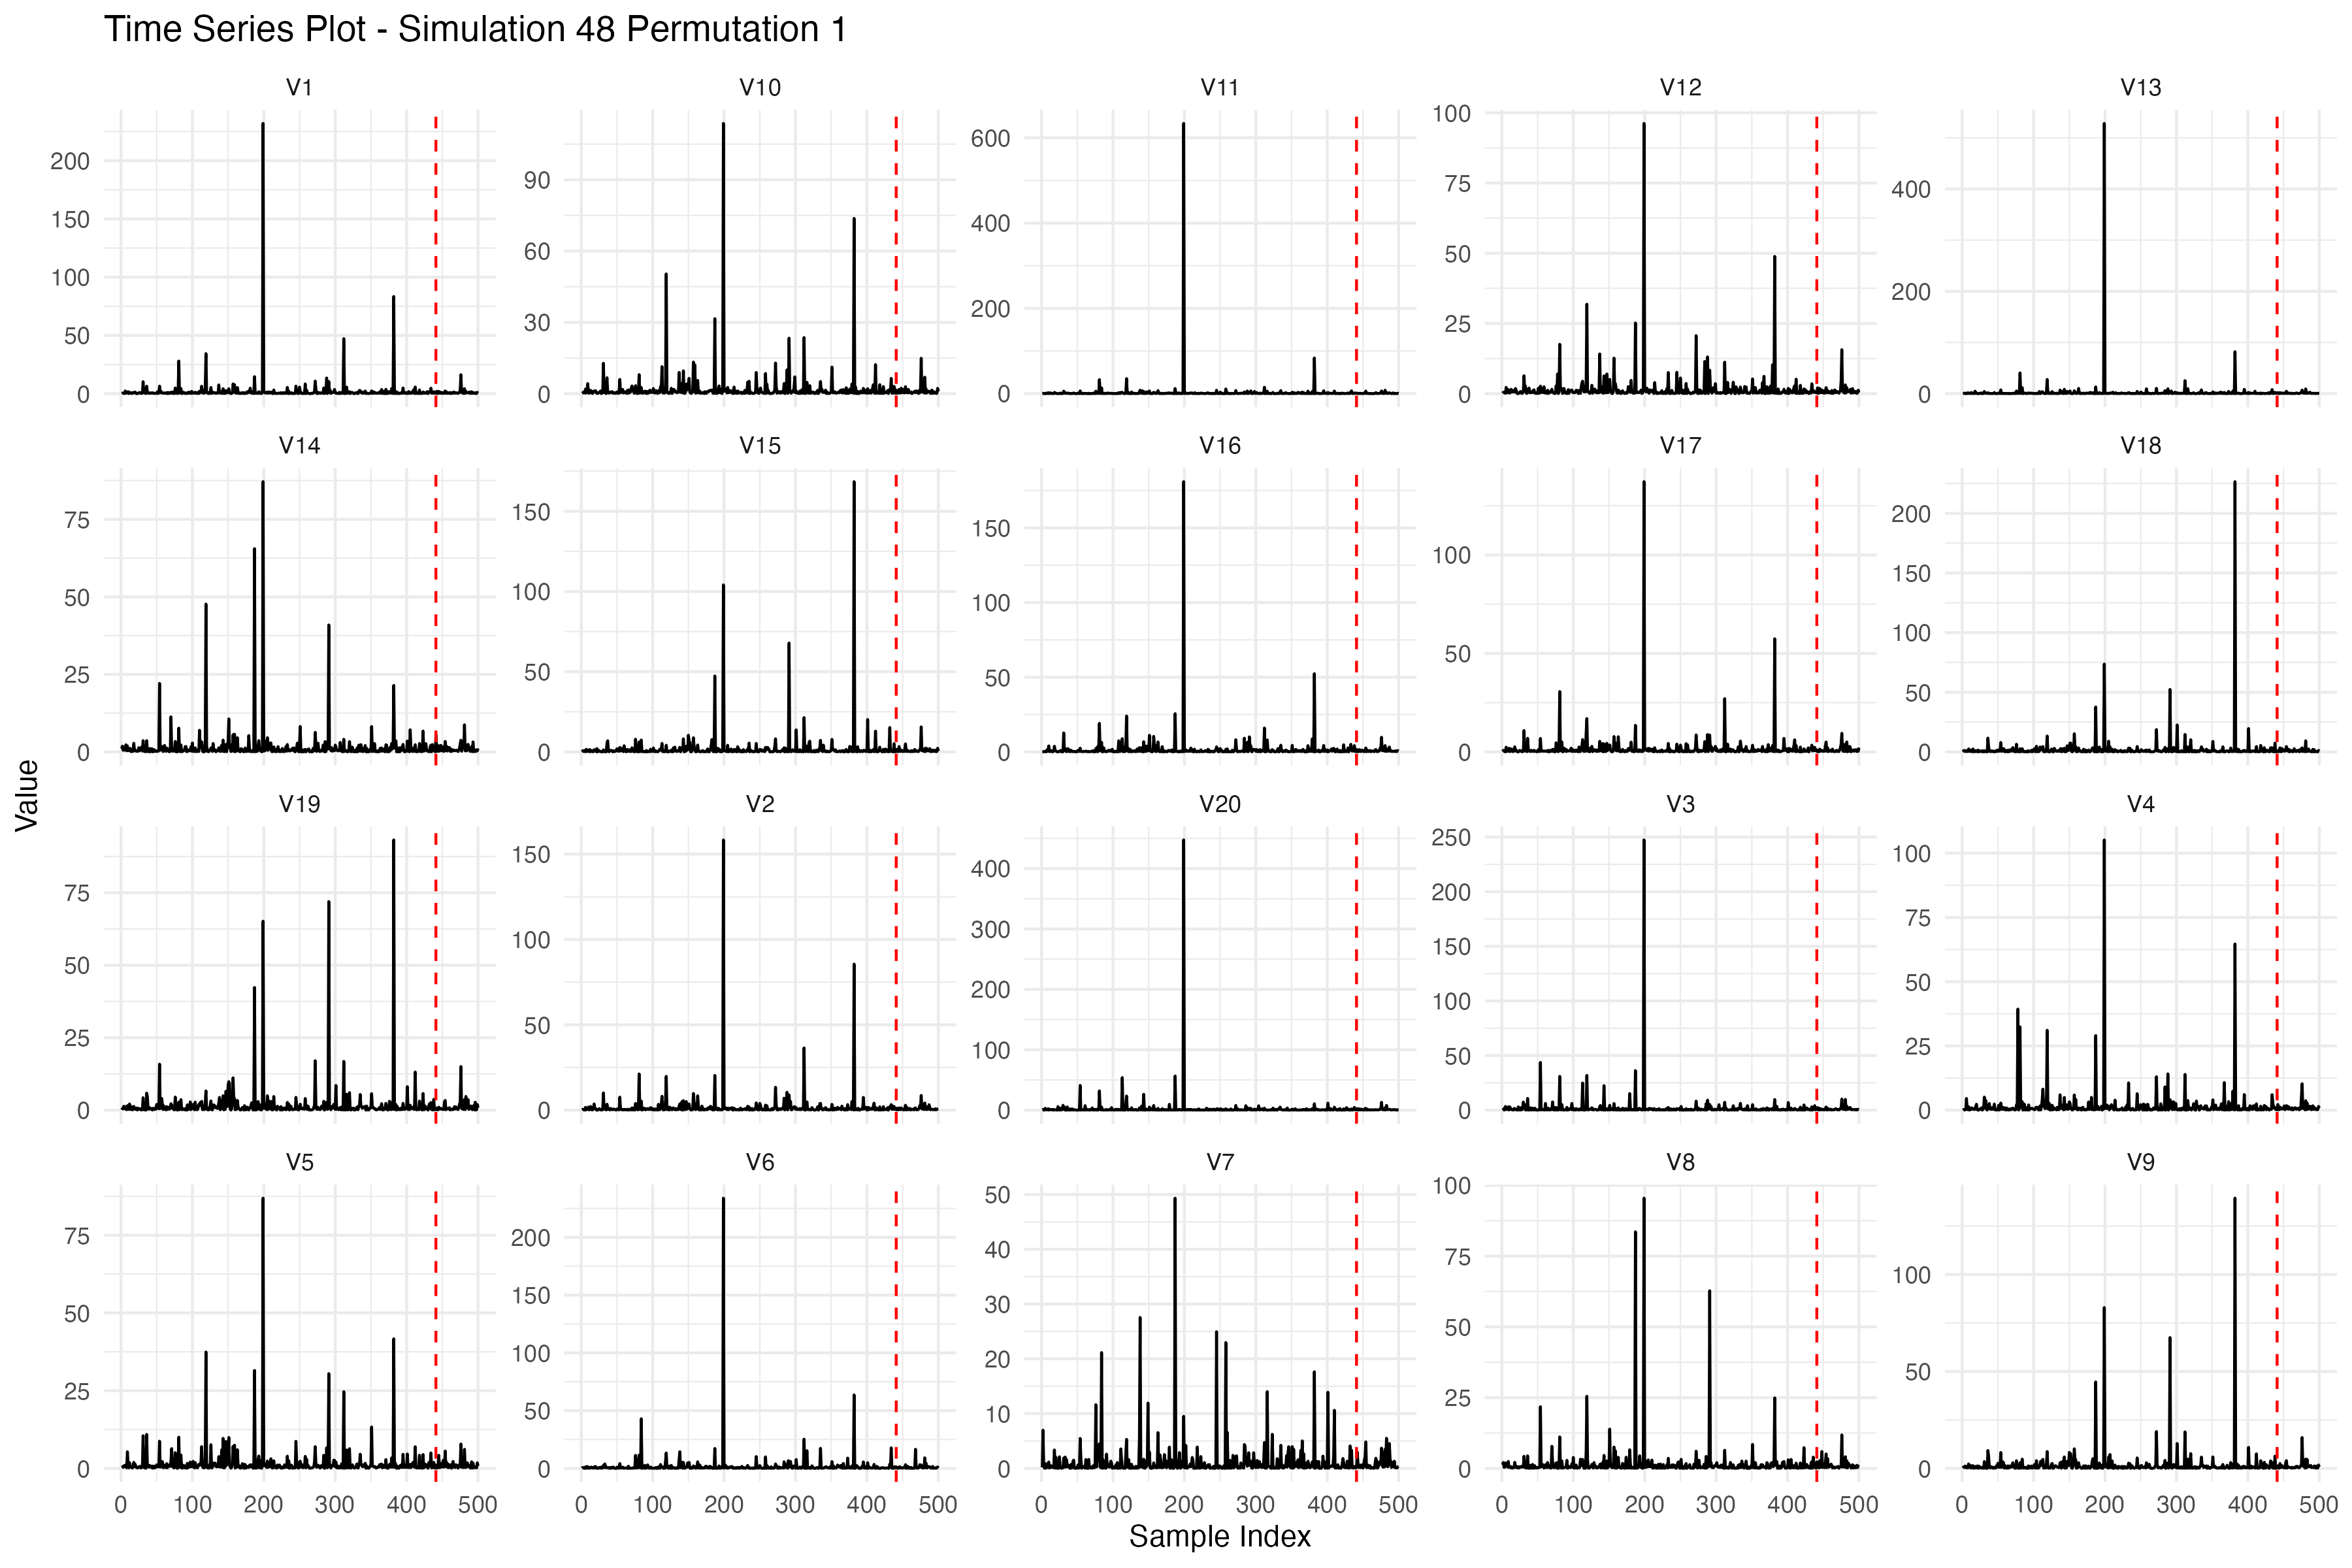 Time Series Plot - Simulation 48 Permutation 1
V1 V10 V11 V12 V13
200 150 100 50 0
90 60 30 0
600 400 200 0
100 75 50 25 0
400 200 0
V14 V15 V16 V17 V18
75 50 25 0
150 100 50 0
150 100 50 0
100 50 0
200 150 100 50 0
Value
V19 V2 V20 V3 V4
75 50 25 0
150 100 50 0
400 300 200 100 0
250 200 150 100 50 0
100 75 50 25 0
V5 V6 V7 V8 V9
75 50 25 0
200 150 100 50 0
50 40 30 20 10 0
100 75 50 25 0
100 50 0
0 100 200 300 400 500 0 100 200 300 400 500 0 100 200 300 400 500 0 100 200 300 400 500 0 100 200 300 400 500
Sample Index